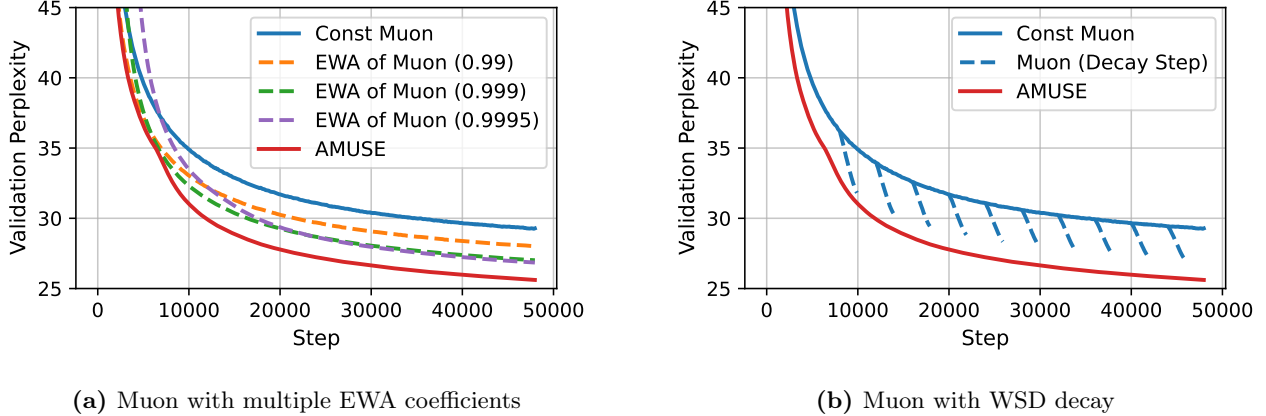 45
40
35
30
25
Validation Perplexity
Const Muon
EWA of Muon (0.99)
EWA of Muon (0.999)
EWA of Muon (0.9995)
AMUSE
0 10000 20000 30000 40000 50000
Step
(a) Muon with multiple EWA coefficients
45
40
35
30
25
Validation Perplexity
Const Muon
Muon (Decay Step)
AMUSE
0 10000 20000 30000 40000 50000
Step
(b) Muon with WSD decay